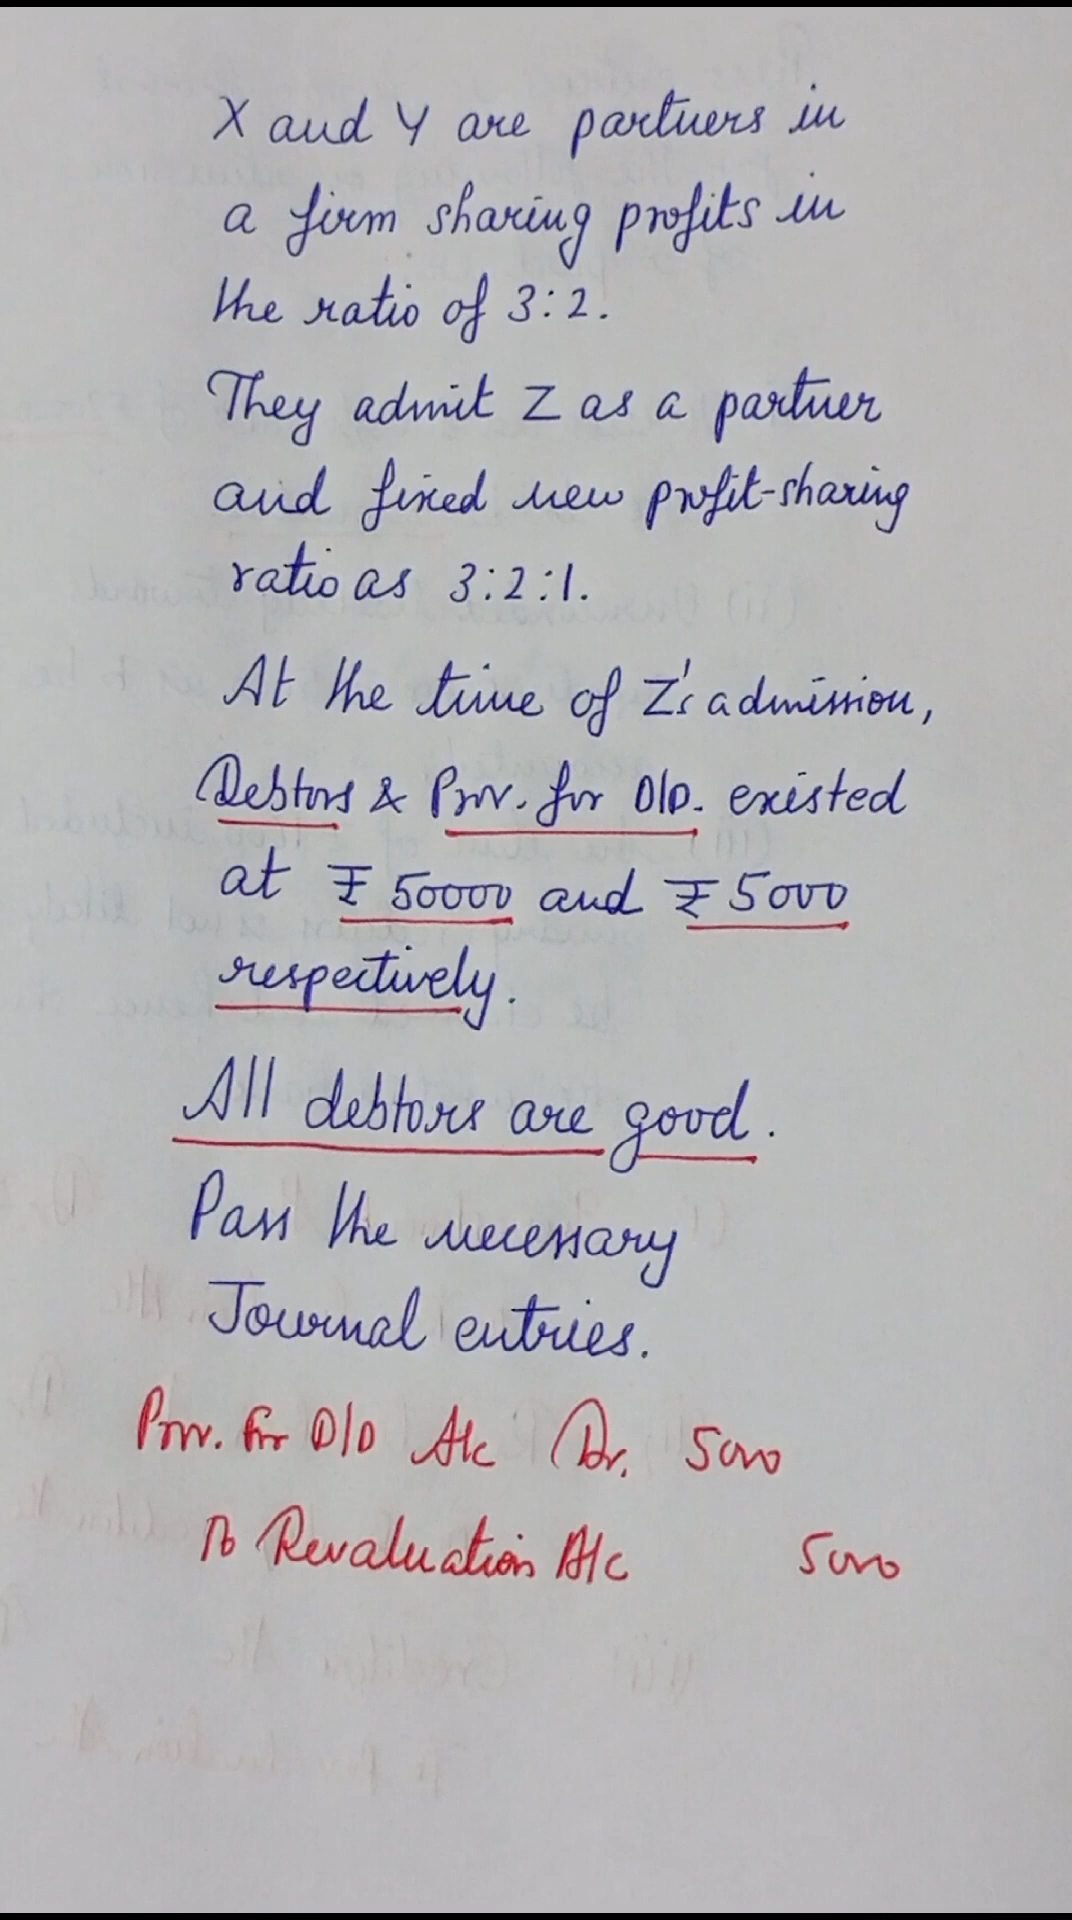 X and Y are partners in
a firm sharing profits in
the ratio of 3:2.
They admit Z as a partner
and fixed new profit-sharing
ratio as 3:2:1.
At the time of Z's admission,
Debtors & Prov. for D/D. existed
at ₹ 50000 and ₹ 5000
respectively.
All debtors are good.
Pass the necessary
Journal entries.
Prov. for D/D A/c Dr. 5000
To Revaluation A/c 5000